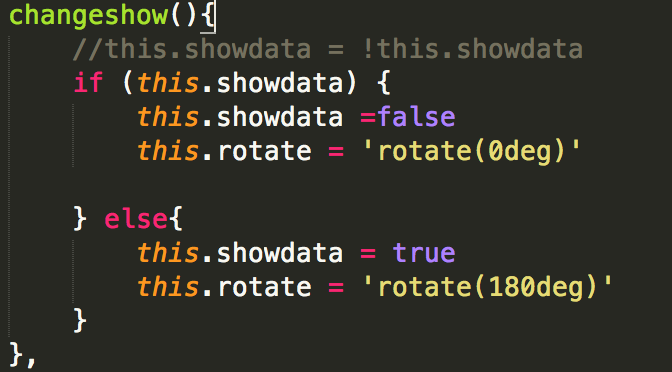 changeshow(){
//this.showdata = !this.showdata
if (this.showdata) {
this.showdata =false
this.rotate = 'rotate(0deg)'
} else{
this.showdata = true
this.rotate = 'rotate(180deg)'
}
},